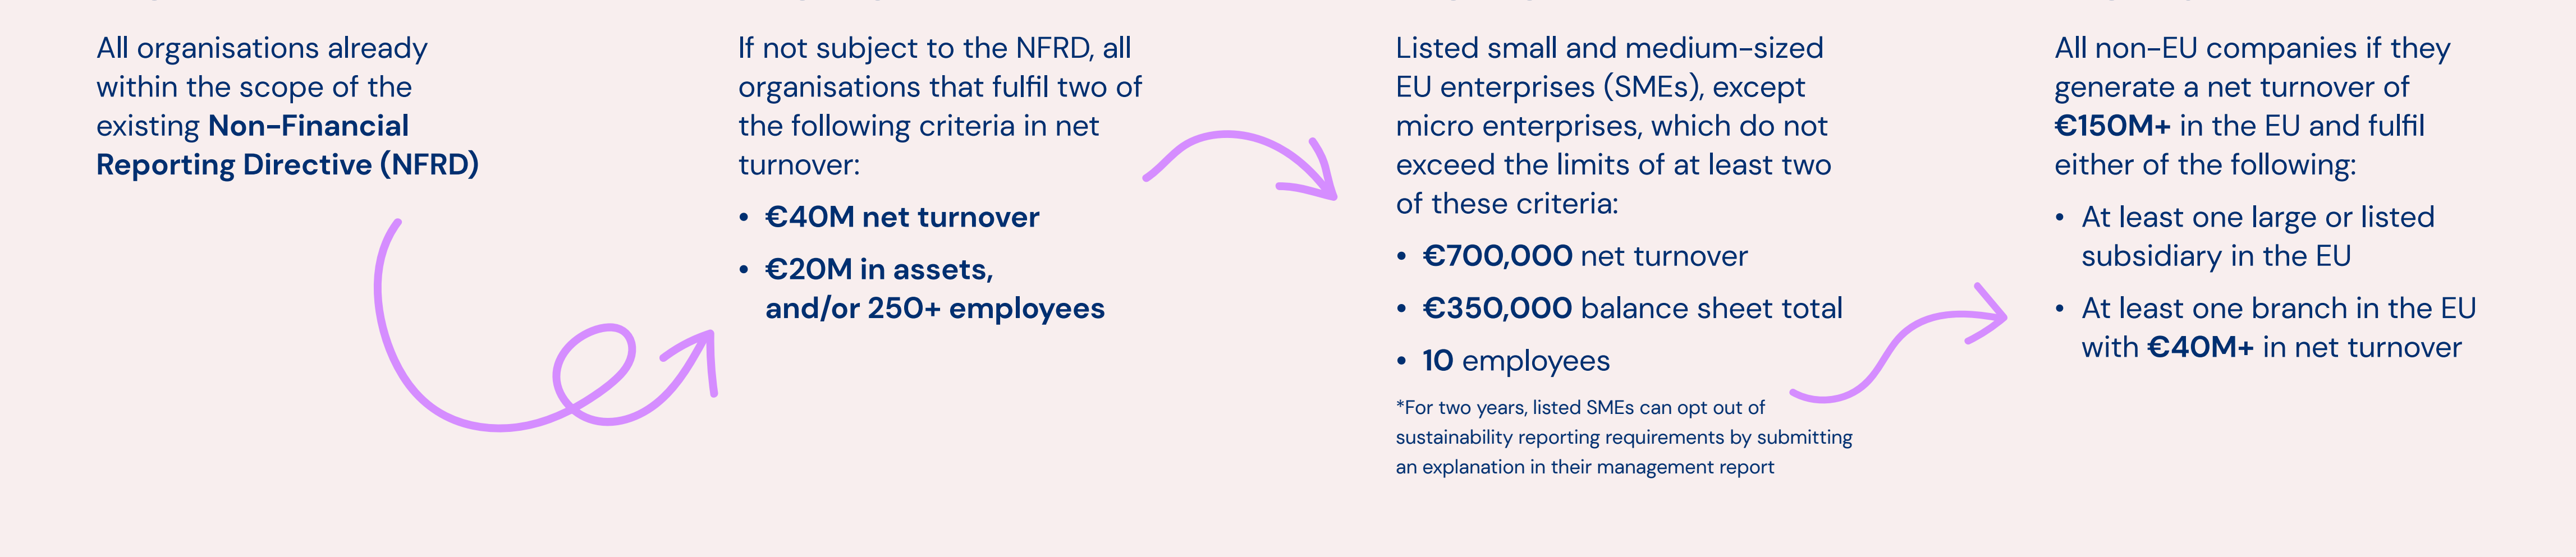 All organisations already
within the scope of the
existing Non-Financial
Reporting Directive (NFRD)
If not subject to the NFRD, all
organisations that fulfil two of
the following criteria in net
turnover:
• €40M net turnover
• €20M in assets,
and/or 250+ employees
Listed small and medium-sized
EU enterprises (SMEs), except
micro enterprises, which do not
exceed the limits of at least two
of these criteria:
• €700,000 net turnover
• €350,000 balance sheet total
• 10 employees
*For two years, listed SMEs can opt out of
sustainability reporting requirements by submitting
an explanation in their management report
All non-EU companies if they
generate a net turnover of
€150M+ in the EU and fulfil
either of the following:
• At least one large or listed
subsidiary in the EU
• At least one branch in the EU
with €40M+ in net turnover